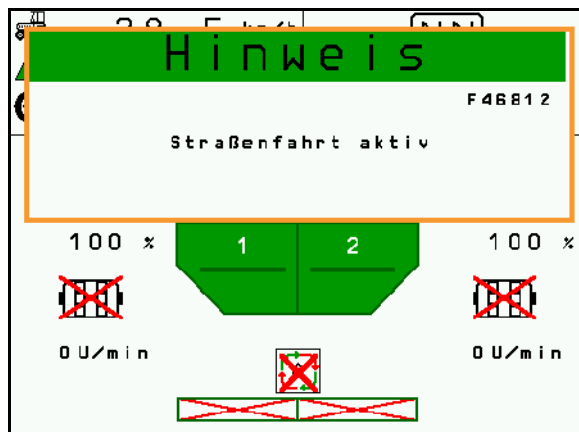 Hinweis
F46812
Straßenfahrt aktiv
100 %
1
2
100 %
0 U/min
0 U/min